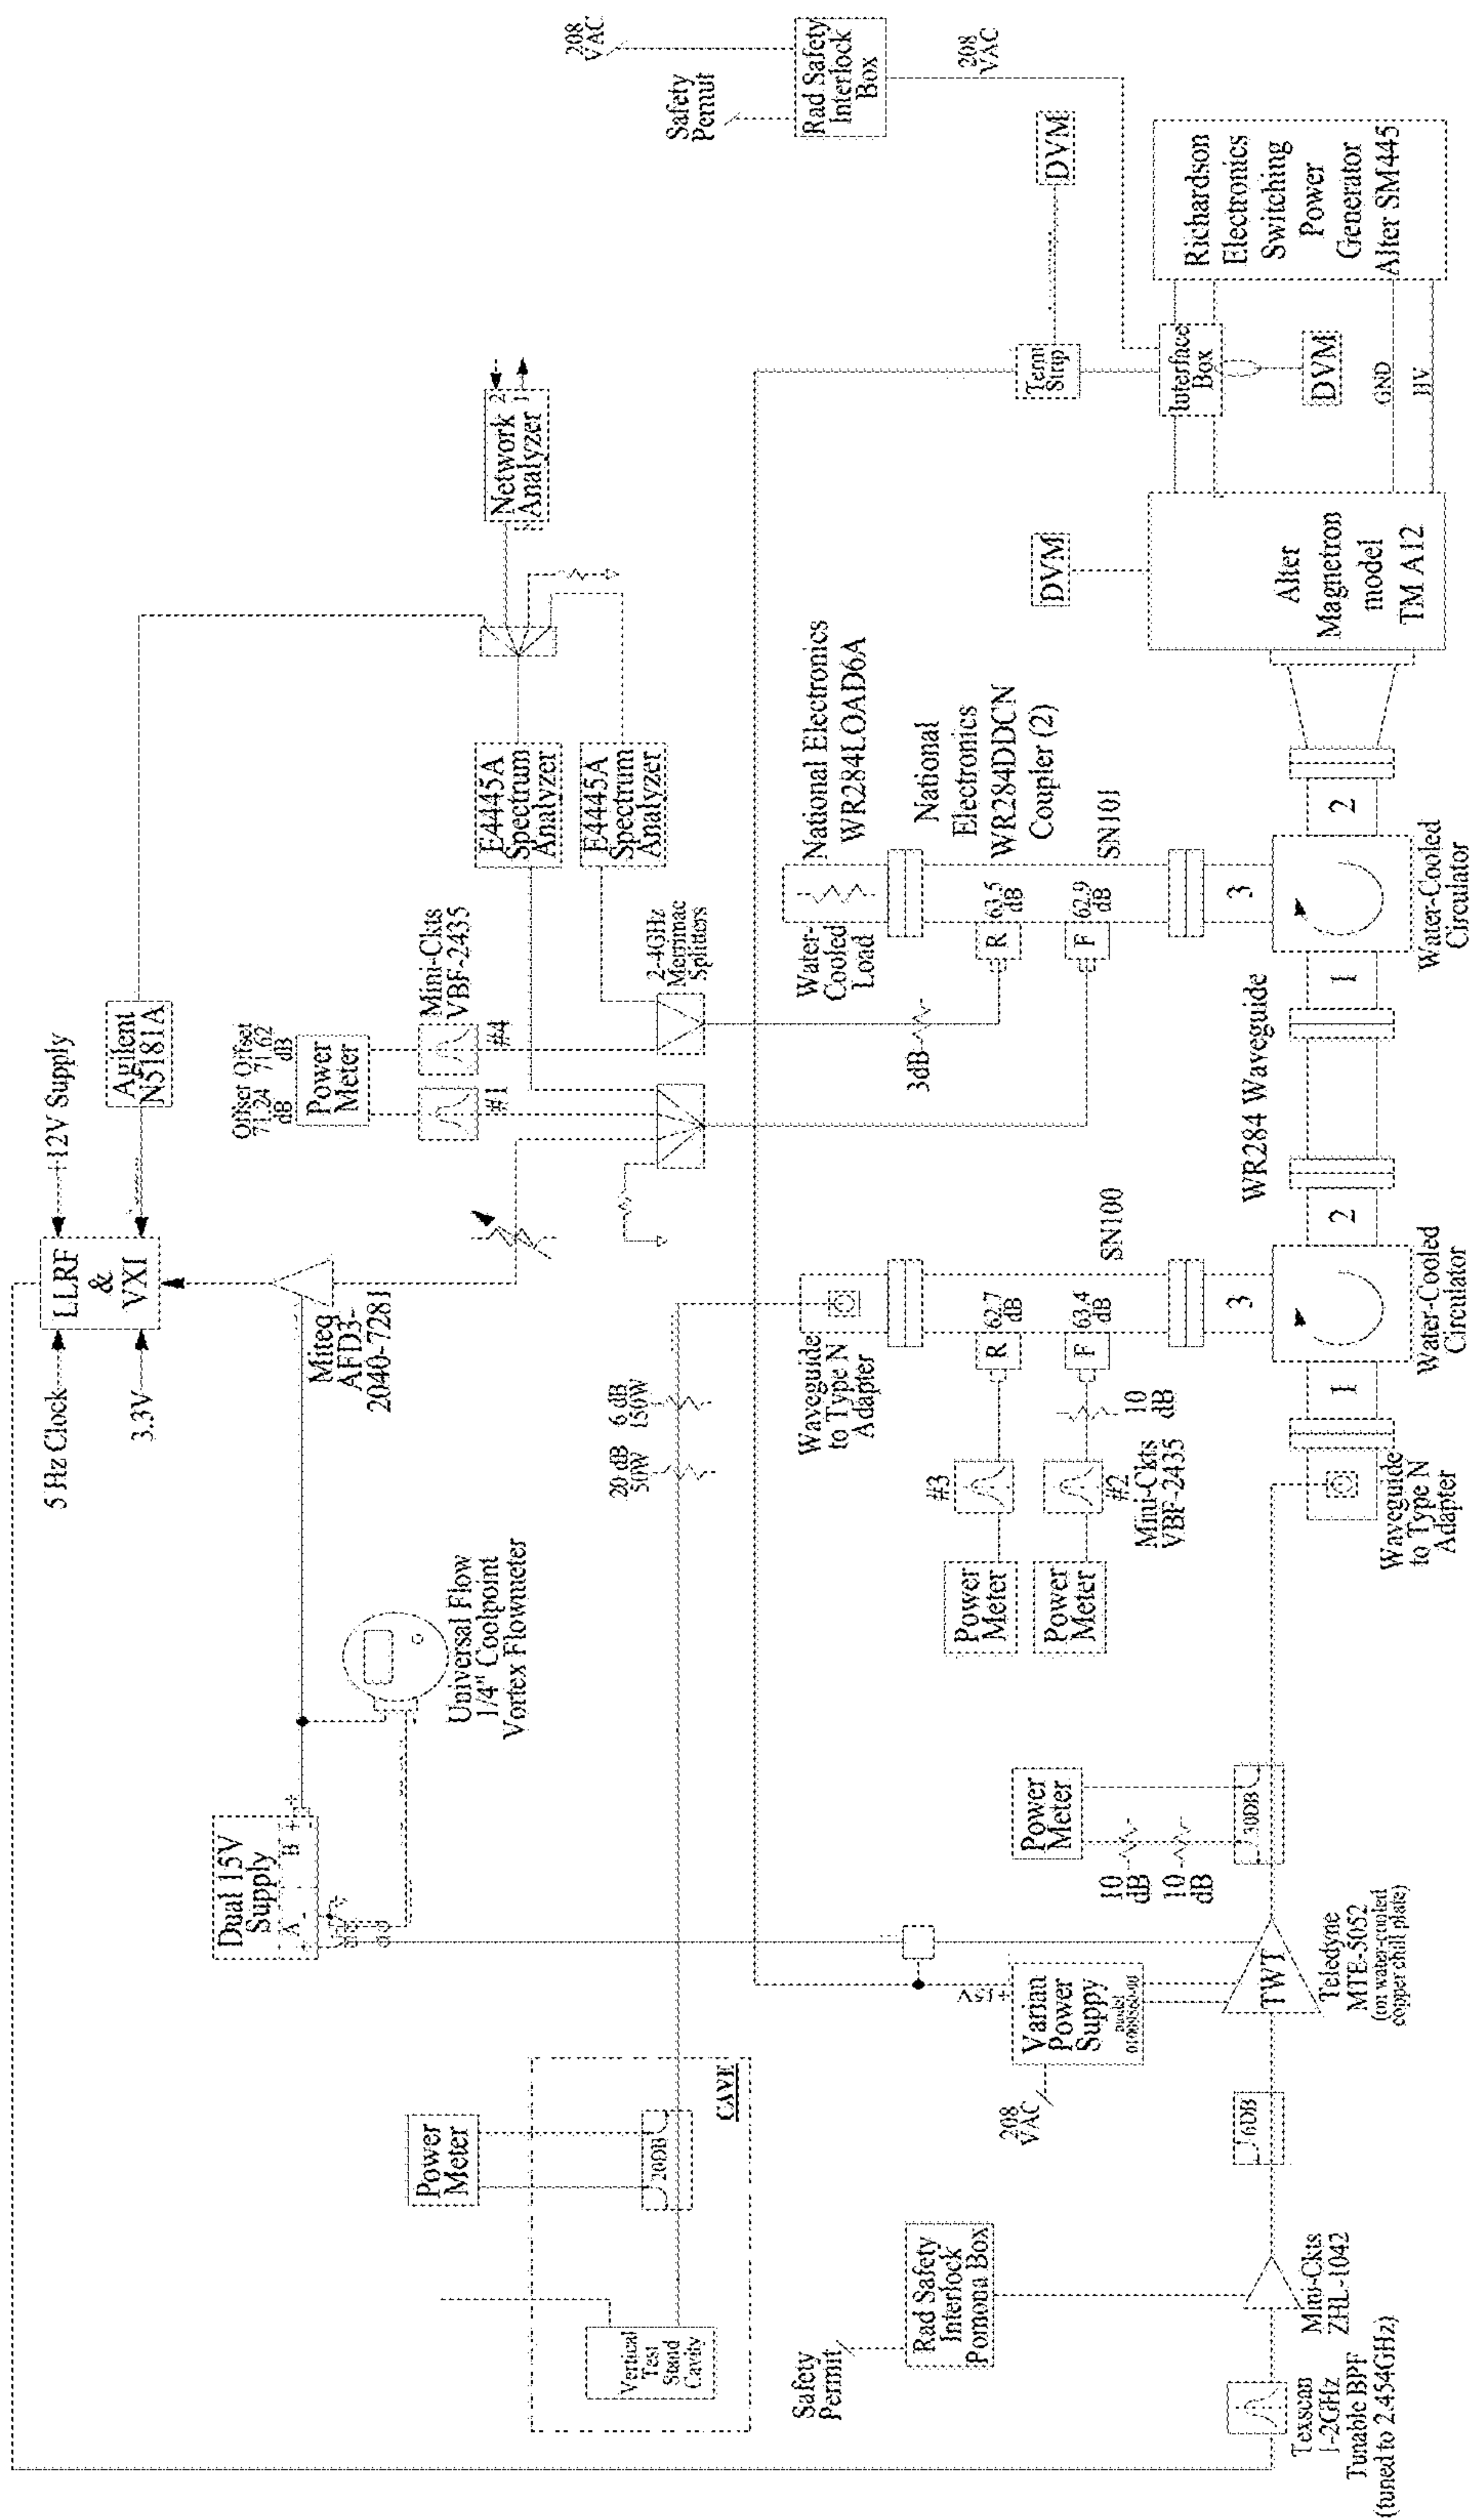 5 Hz Clock
3.3V
LLRF
&
VXI
12V Supply
Agilent
N5181A
Miteq
AFD3-
2040-7281
Dual 15V
Supply
A
B
Universal Flow
1/4" Coolpoint
Vortex Flowmeter
Offset Offset
71.24 71.62
dB dB
Power
Meter
#1
#4
Mini-Ckts
VBF-2435
E4445A
Spectrum
Analyzer
E4445A
Spectrum
Analyzer
2-4GHz
Merrimac
Splitters
Network
Analyzer
2
1
208
VAC
Safety
Permit
Rad Safety
Interlock
Box
208
VAC
Power
Meter
20DB
CAVE
Vertical
Test
Stand
Cavity
20 dB
50W
6 dB
150W
3dB
Waveguide
to Type N
Adapter
Water-
Cooled
Load
National Electronics
WR284LOAD6A
National
Electronics
WR284DDCN
Coupler (2)
DVM
Term
Strip
#3
R
62.7
dB
F
63.4
dB
SN100
R
63.5
dB
F
62.9
dB
SN101
Power
Meter
Power
Meter
#2
Mini-Ckts
VBF-2435
10
dB
Safety
Permit
Rad Safety
Interlock
Pomona Box
208
VAC
+15V
Varian
Power
Suppy
model
Power
Meter
10
dB
10
dB
30DB
DVM
Interface
Box
DVM
GND
HV
Richardson
Electronics
Switching
Power
Generator
Alter SM445
Alter
Magnetron
model
TM A12
3
3
1
2
WR284 Waveguide
1
2
Water-Cooled
Circulator
Water-Cooled
Circulator
Waveguide
to Type N
Adapter
TWT
Teledyne
MTE-5052
(on water-cooled
copper chill plate)
6DB
Mini-Ckts
ZHL-1042
Texscan
1-2GHz
Tunable BPF
(tuned to 2.454GHz)